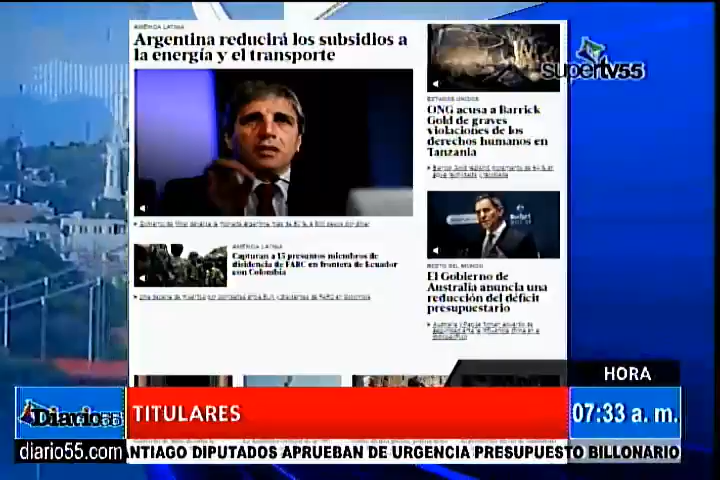 AMÉRICA LATINA
Argentina reducirá los subsidios a
la energía y el transporte
supertv55
ESTADOS UNIDOS
ONG acusa a Barrick
Gold de graves
violaciones de los
derechos humanos en
Tanzania
AMÉRICA LATINA
Capturan a 15 presuntos miembros de
disidencia de FARC en frontera de Ecuador
con Colombia
RESTO DEL MUNDO
El Gobierno de
Australia anuncia una
reducción del déficit
presupuestario
HORA
Diario55
TITULARES
07:33 a. m.
diario55.com
ANTIAGO DIPUTADOS APRUEBAN DE URGENCIA PRESUPUESTO BILLONARIO